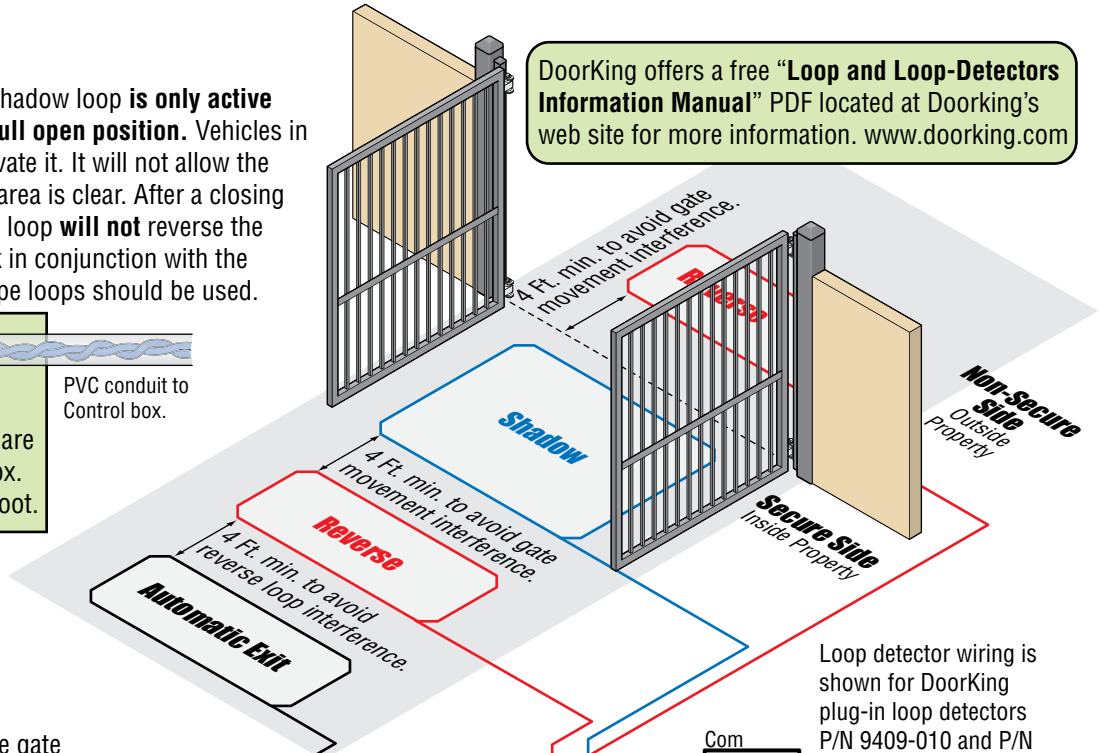 hadow loop is only active
ull open position. Vehicles in
vate it. It will not allow the
area is clear. After a closing
loop will not reverse the
in conjunction with the
pe loops should be used.
PVC conduit to
Control box.
are
ox.
oot.
DoorKing offers a free “Loop and Loop-Detectors
Information Manual” PDF located at Doorking's
web site for more information. www.doorking.com
4 Ft. min. to avoid gate
movement interference.
Reverse
Non-Secure
Side
Outside
Property
Shadow
4 Ft. min. to avoid gate
movement interference.
Secure Side
Inside Property
Reverse
4 Ft. min. to avoid
reverse loop interference.
Automatic Exit
Loop detector wiring is
shown for DoorKing
plug-in loop detectors
P/N 9409-010 and P/N
Com
e gate